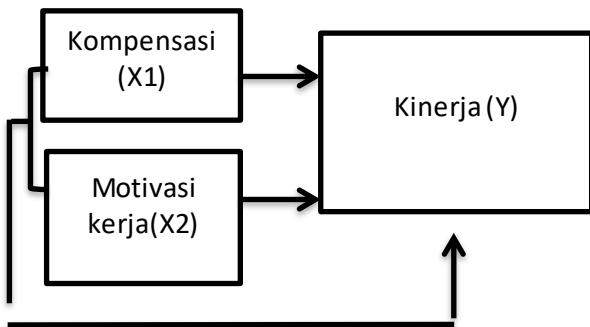 Kompensasi
(X1)
Kinerja (Y)
Motivasi
kerja(X2)